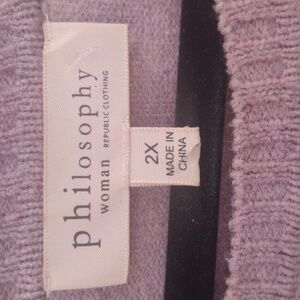 philosophy
REPUBLIC CLOTHING
woman
2X
MADE IN
CHINA